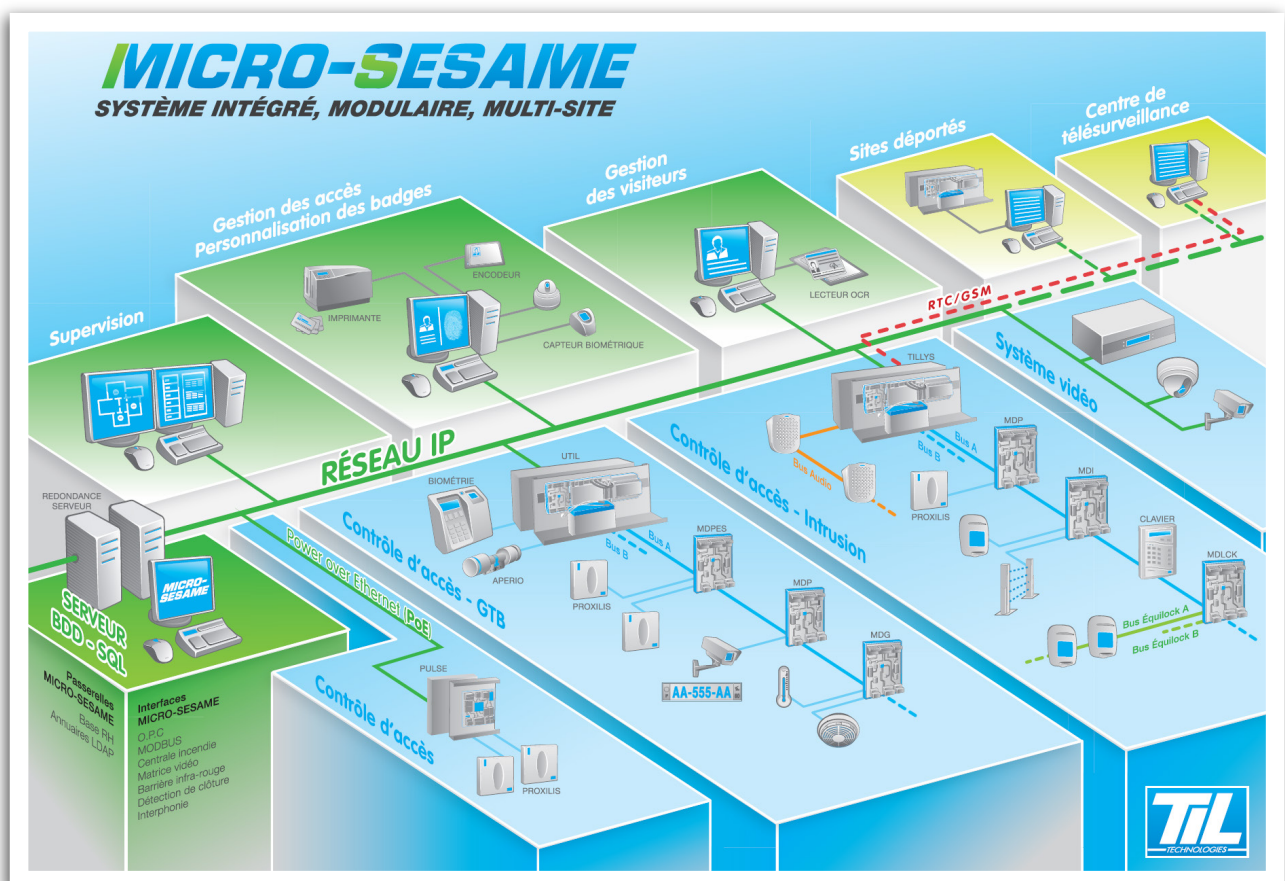 MICRO-SESAME
SYSTÈME INTÉGRÉ, MODULAIRE, MULTI-SITE
Centre de
télésurveillance
Sites déportés
Gestion
des visiteurs
Gestion des accès
Personnalisation des badges
Supervision
ENCODEUR
IMPRIMANTE
CAPTEUR BIOMÉTRIQUE
LECTEUR OCR
RTC/GSM
RÉSEAU IP
Système vidéo
TILLYS
Contrôle d'accès - Intrusion
Bus A
Bus B
Bus Audio
MDP
PROXILIS
MDI
CLAVIER
MDLCK
Bus Équilock A
Bus Équilock B
UTIL
BIOMÉTRIE
APERIO
Contrôle d'accès - GTB
Bus A
Bus B
MDPES
PROXILIS
MDP
MDG
AA-555-AA
REDONDANCE
SERVEUR
Power over Ethernet (PoE)
MICRO-
SESAME
SERVEUR
BDD - SQL
PULSE
Contrôle d'accès
PROXILIS
Passerelles
MICRO-SESAME
Base RH
Annuaires LDAP
Interfaces
MICRO-SESAME
O.P.C
MODBUS
Centrale incendie
Matrice vidéo
Barrière infra-rouge
Détection de clôture
Interphonie
TIL
TECHNOLOGIES